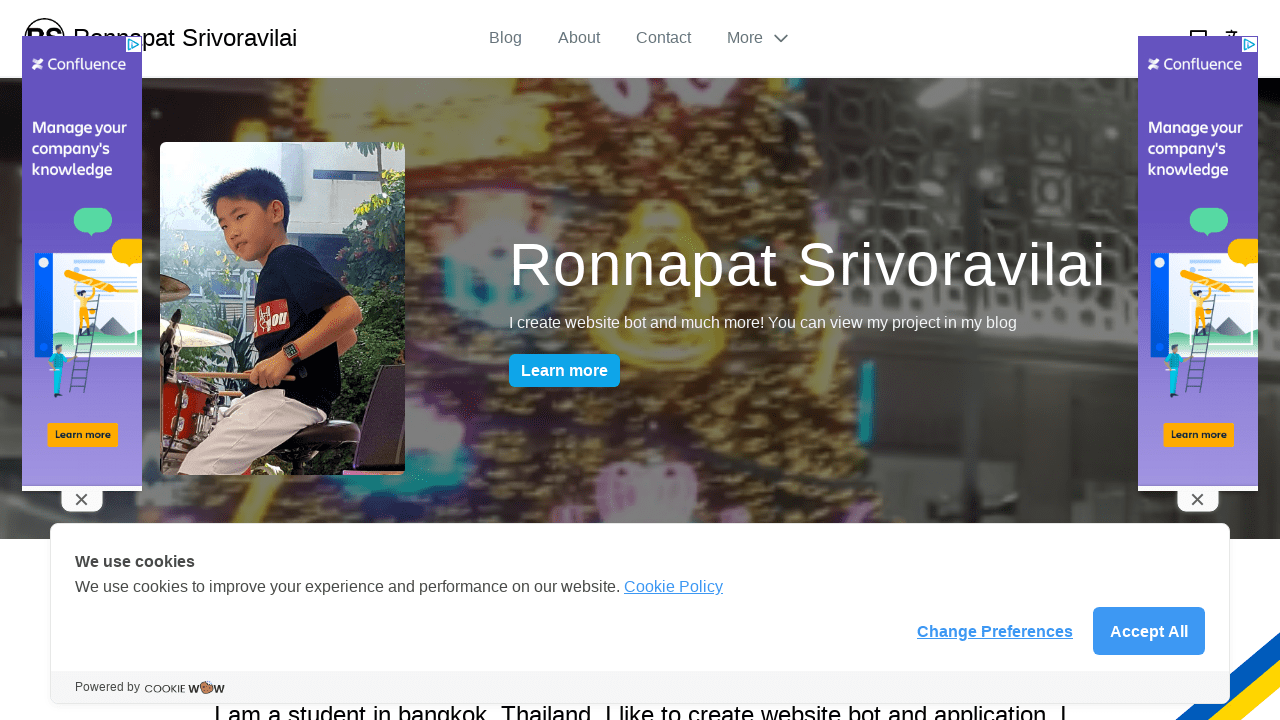 Ronnapat Srivoravilai
Blog
About
Contact
More
Confluence
Manage your
company's
knowledge
Learn more
Ronnapat Srivoravilai
I create website bot and much more! You can view my project in my blog
Learn more
Confluence
Manage your
company's
knowledge
Learn more
We use cookies
We use cookies to improve your experience and performance on our website. Cookie Policy
Change Preferences
Accept All
Powered by COOKIE WOW
I am a student in bangkok, Thailand. I like to create website bot and application. I